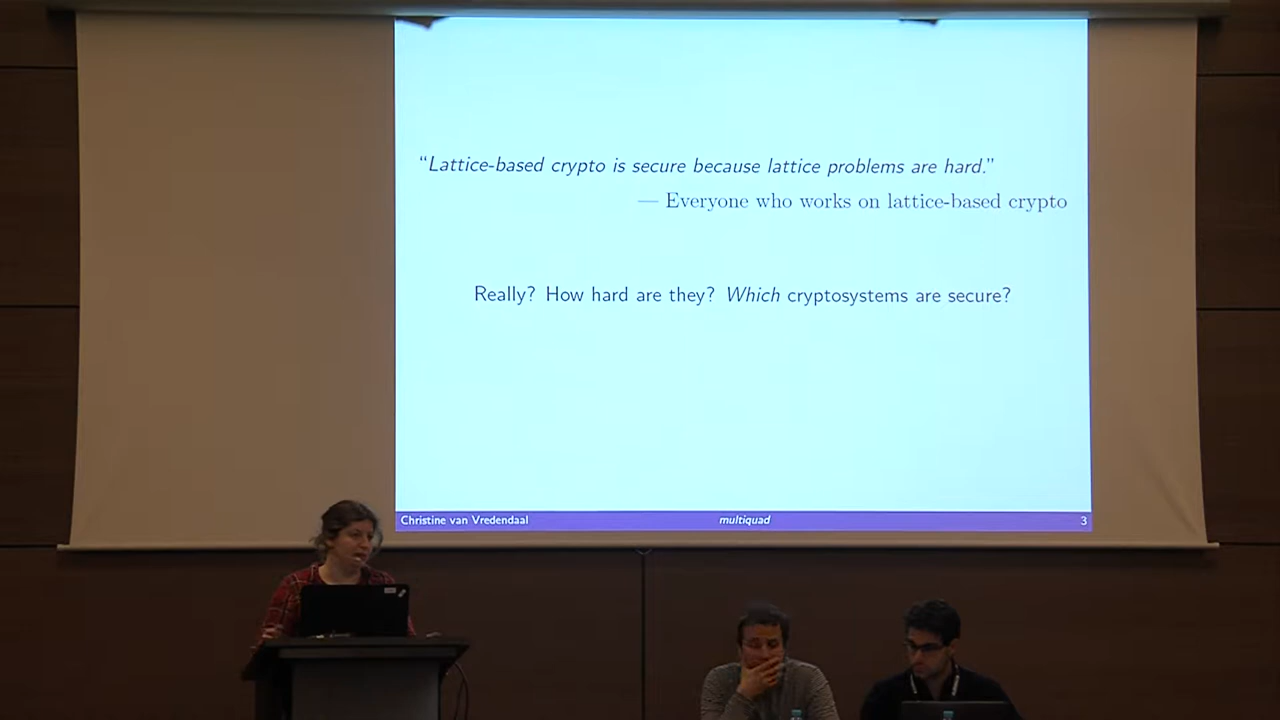 “Lattice-based crypto is secure because lattice problems are hard.”
— Everyone who works on lattice-based crypto
Really? How hard are they? Which cryptosystems are secure?
Christine van Vredendaal multiquad 3